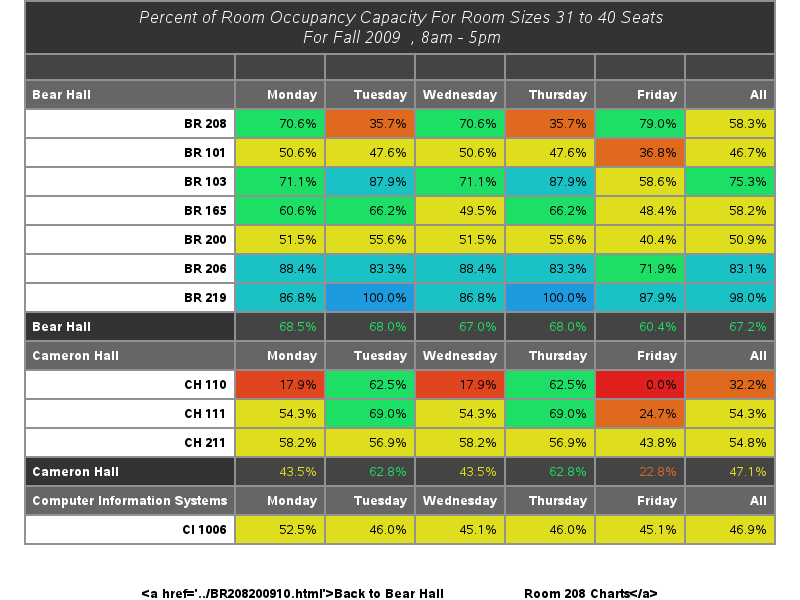 Percent of Room Occupancy Capacity For Room Sizes 31 to 40 Seats
For Fall 2009 , 8am - 5pm
Bear Hall Monday Tuesday Wednesday Thursday Friday All
BR 208 70.6% 35.7% 70.6% 35.7% 79.0% 58.3%
BR 101 50.6% 47.6% 50.6% 47.6% 36.8% 46.7%
BR 103 71.1% 87.9% 71.1% 87.9% 58.6% 75.3%
BR 165 60.6% 66.2% 49.5% 66.2% 48.4% 58.2%
BR 200 51.5% 55.6% 51.5% 55.6% 40.4% 50.9%
BR 206 88.4% 83.3% 88.4% 83.3% 71.9% 83.1%
BR 219 86.8% 100.0% 86.8% 100.0% 87.9% 98.0%
Bear Hall 68.5% 68.0% 67.0% 68.0% 60.4% 67.2%
Cameron Hall Monday Tuesday Wednesday Thursday Friday All
CH 110 17.9% 62.5% 17.9% 62.5% 0.0% 32.2%
CH 111 54.3% 69.0% 54.3% 69.0% 24.7% 54.3%
CH 211 58.2% 56.9% 58.2% 56.9% 43.8% 54.8%
Cameron Hall 43.5% 62.8% 43.5% 62.8% 22.8% 47.1%
Computer Information Systems Monday Tuesday Wednesday Thursday Friday All
CI 1006 52.5% 46.0% 45.1% 46.0% 45.1% 46.9%
<a href='../BR208200910.html'>Back to Bear Hall Room 208 Charts</a>